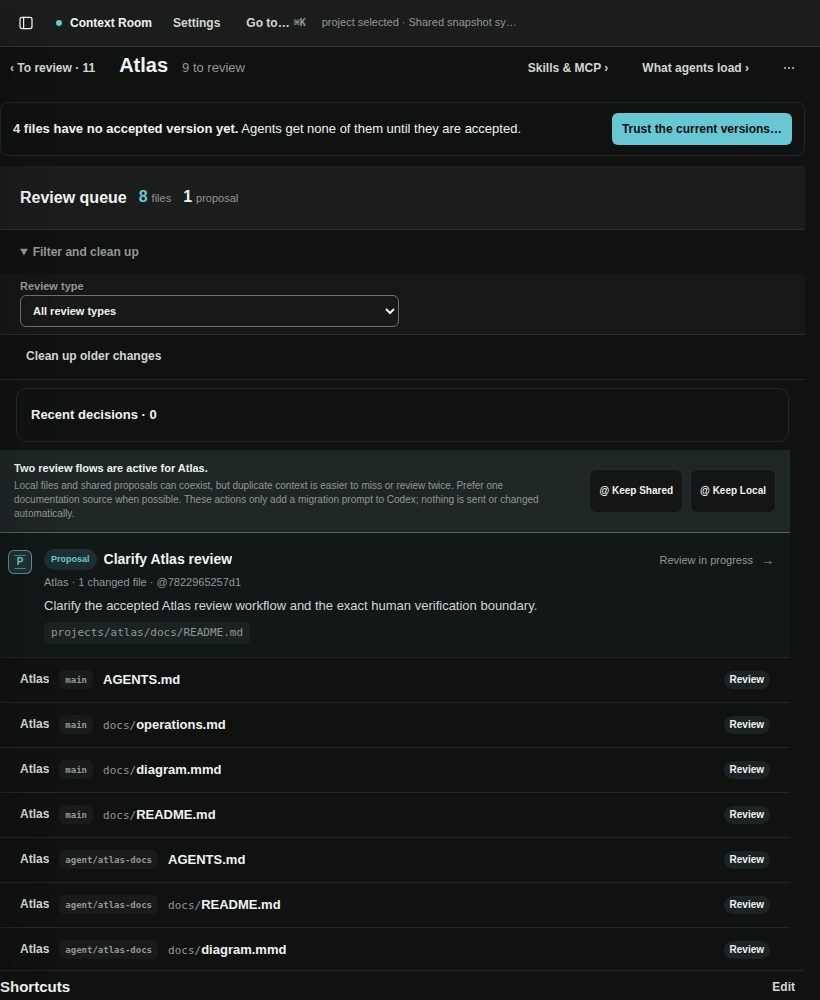 Context Room Settings Go to… ⌘K project selected · Shared snapshot sy…
‹ To review · 11 Atlas 9 to review Skills & MCP › What agents load › ···
4 files have no accepted version yet. Agents get none of them until they are accepted. Trust the current versions…
Review queue 8 files 1 proposal
▼ Filter and clean up
Review type
All review types
Clean up older changes
Recent decisions · 0
Two review flows are active for Atlas.
Local files and shared proposals can coexist, but duplicate context is easy to miss or review twice. Prefer one
documentation source when possible. These actions only add a migration prompt to Codex; nothing is sent or changed
automatically.
@ Keep Shared @ Keep Local
P Proposal Clarify Atlas review Review in progress →
Atlas · 1 changed file · @7822965257d1
Clarify the accepted Atlas review workflow and the exact human verification boundary.
projects/atlas/docs/README.md
Atlas main AGENTS.md Review
Atlas main docs/operations.md Review
Atlas main docs/diagram.mmd Review
Atlas main docs/README.md Review
Atlas agent/atlas-docs AGENTS.md Review
Atlas agent/atlas-docs docs/README.md Review
Atlas agent/atlas-docs docs/diagram.mmd Review
Shortcuts Edit